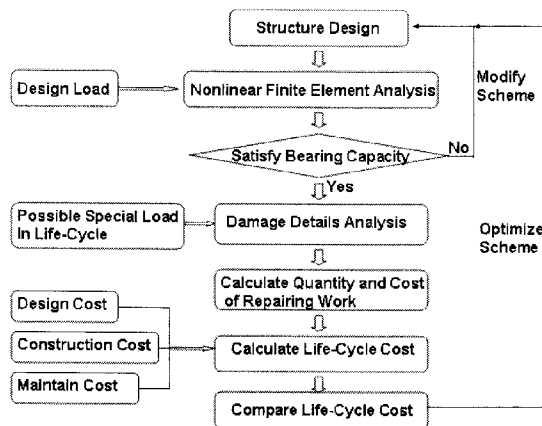 Structure Design
Design Load
Nonlinear Finite Element Analysis
Modify
Scheme
Satisfy Bearing Capacity
No
Yes
Possible Special Load
In Life-Cycle
Damage Details Analysis
Optimize
Scheme
Calculate Quantity and Cost
of Repairing Work
Design Cost
Construction Cost
Calculate Life-Cycle Cost
Maintain Cost
Compare Life-Cycle Cost